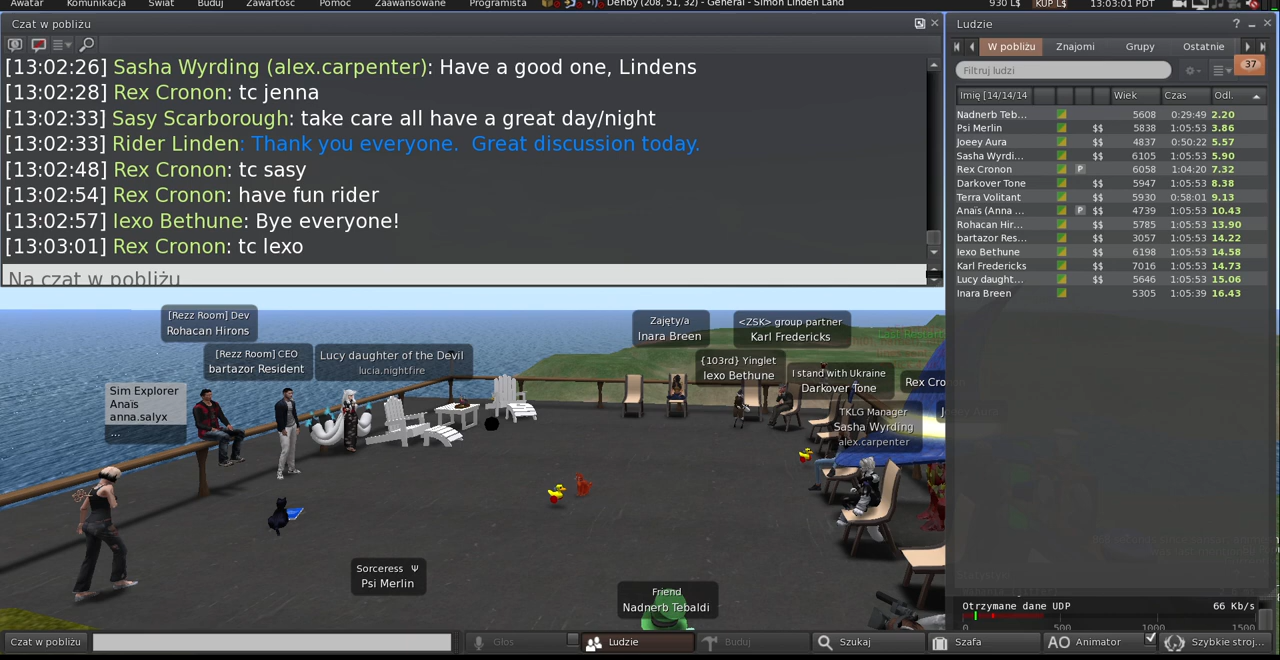 Awatar Komunikacja Świat Buduj Zawartość Pomoc Zaawansowane Programista Denby (208, 51, 32) - General - Simon Linden Land 930 L$ KUP L$ 13:03:01 PDT
Czat w pobliżu
[13:02:26] Sasha Wyrding (alex.carpenter): Have a good one, Lindens
[13:02:28] Rex Cronon: tc jenna
[13:02:33] Sasy Scarborough: take care all have a great day/night
[13:02:33] Rider Linden: Thank you everyone. Great discussion today.
[13:02:48] Rex Cronon: tc sasy
[13:02:54] Rex Cronon: have fun rider
[13:02:57] Iexo Bethune: Bye everyone!
[13:03:01] Rex Cronon: tc Iexo
Na czat w pobliżu
Ludzie
W pobliżu Znajomi Grupy Ostatnie
Filtruj ludzi
37
Imię [14/14/14 Wiek Czas Odl.
Nadnerb Teb... 5608 0:29:49 2.20
Psi Merlin $$ 5838 1:05:53 3.86
Joeey Aura 4837 0:50:22 5.57
Sasha Wyrdi... $$ 6105 1:05:53 5.90
Rex Cronon P 6058 1:04:20 7.32
Darkover Tone $$ 5947 1:05:53 8.38
Terra Volitant $$ 5930 0:58:01 9.13
Anaïs (Anna ... P $$ 4739 1:05:53 10.43
Rohacan Hir... $$ 5785 1:05:53 13.90
bartazor Res... $$ 3057 1:05:53 14.22
Iexo Bethune $$ 6198 1:05:53 14.58
Karl Fredericks $$ 7016 1:05:53 14.73
Lucy daught... $$ 5646 1:05:53 15.06
Inara Breen 5305 1:05:39 16.43
[Rezz Room] Dev
Rohacan Hirons
[Rezz Room] CEO
bartazor Resident
Lucy daughter of the Devil
lucia.nightfire
Sim Explorer
Anaïs
anna.salyx
...
Zajęty/a
Inara Breen
<ZSK> group partner
Karl Fredericks
{103rd} Yinglet
Iexo Bethune
I stand with Ukraine
Darkover Tone
Rex Cro
TKLG Manager
Sasha Wyrding
alex.carpenter
Joeey Aura
Sorceress Ψ
Psi Merlin
Friend
Nadnerb Tebaldi
Otrzymane dane UDP 66 Kb/s
0 500 1000 1500
Czat w pobliżu Głos Ludzie Buduj Szukaj Szafa AO Animator Szybkie stroj...